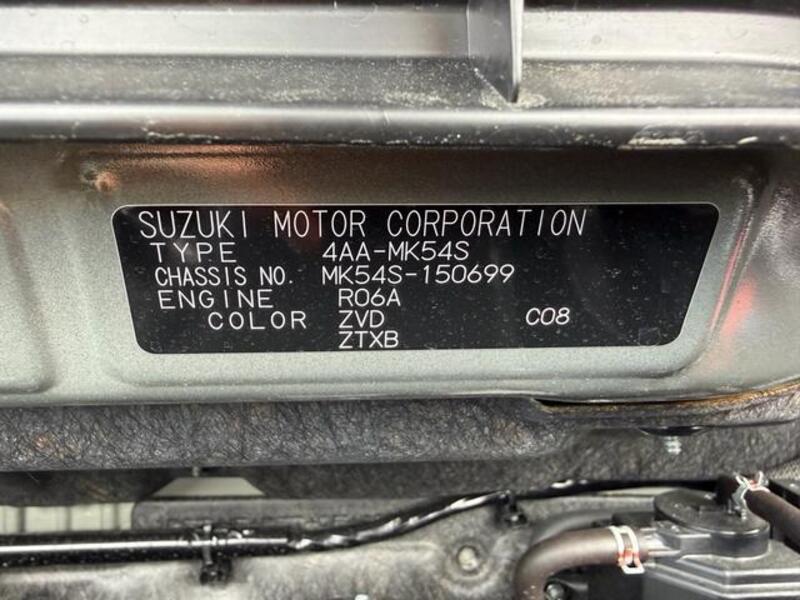 SUZUKI MOTOR CORPORATION
TYPE 4AA-MK54S
CHASSIS NO. MK54S-150699
ENGINE R06A
COLOR ZVD C08
ZTXB